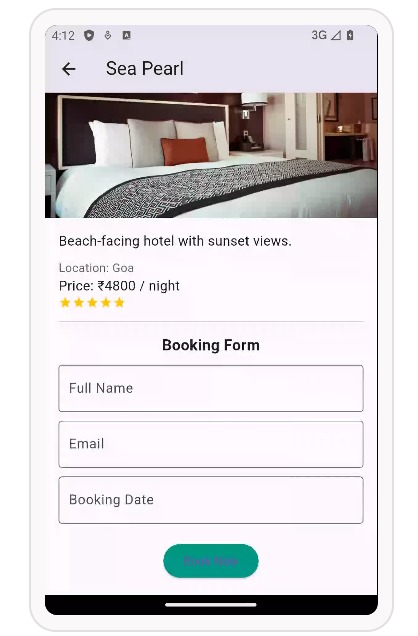 4:12 3G
Sea Pearl
Beach-facing hotel with sunset views.
Location: Goa
Price: ₹4800 / night
Booking Form
Full Name
Email
Booking Date